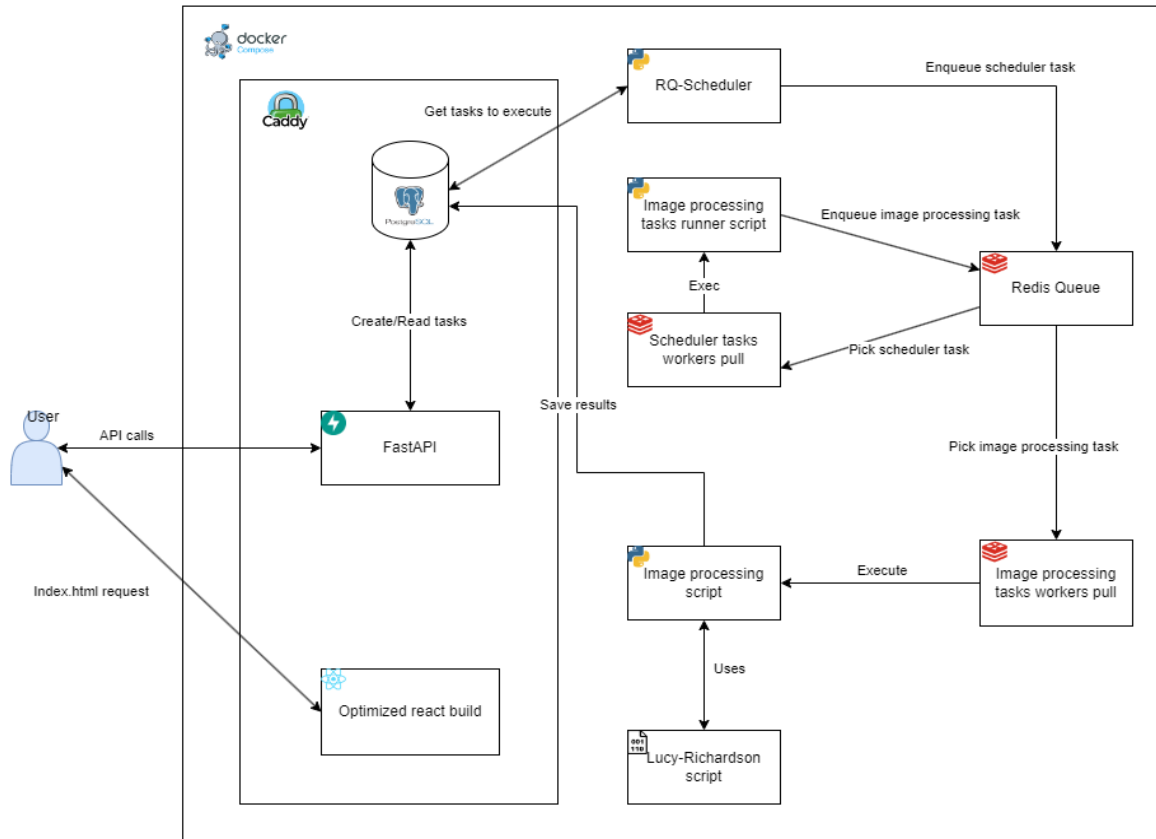 docker
Compose
RQ-Scheduler
Enqueue scheduler task
Caddy
Get tasks to execute
PostgreSQL
Image processing
tasks runner script
Enqueue image processing task
Redis Queue
Exec
Create/Read tasks
Scheduler tasks
workers pull
Pick scheduler task
User
Save results
API calls
FastAPI
Pick image processing task
Index.html request
Image processing
script
Execute
Image processing
tasks workers pull
Uses
Optimized react build
001
110
Lucy-Richardson
script